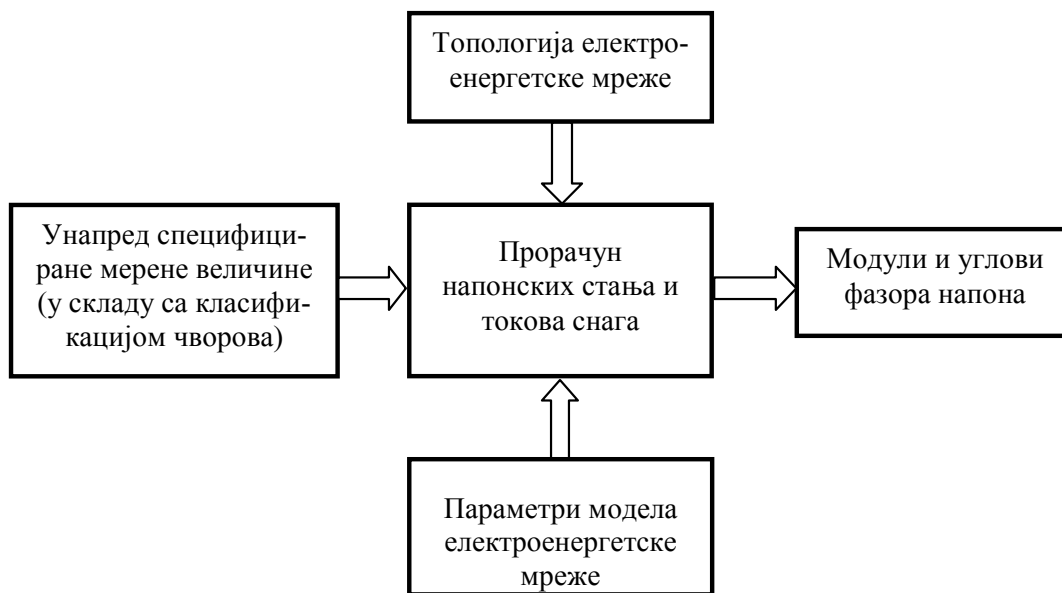 Топологија електро-
енергетске мреже
Унапред специфици-
ране мерене величине
(у складу са класифи-
кацијом чворова)
Прорачун
напонских стања и
токова снага
Модули и углови
фазора напона
Параметри модела
електроенергетске
мреже